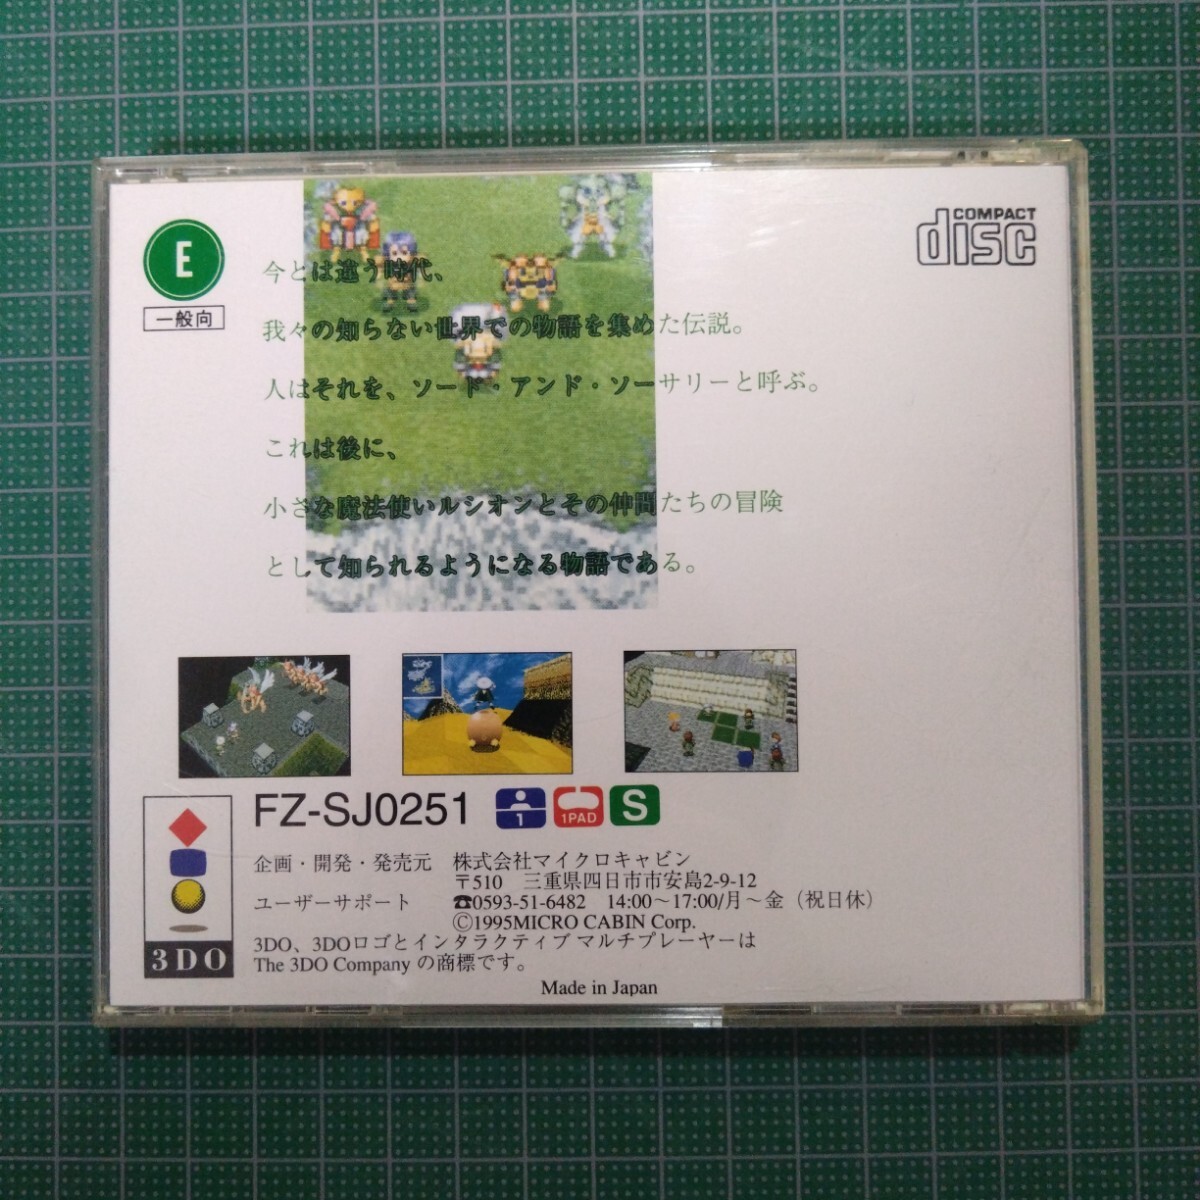 E
一般向
COMPACT
disc
今とは違う時代、
我々の知らない世界での物語を集めた伝説。
人はそれを、ソード・アンド・ソーサリーと呼ぶ。
これは後に、
小さな魔法使いルシオンとその仲間たちの冒険
として知られるようになる物語である。
FZ-SJ0251
1
1PAD
S
企画・開発・発売元 株式会社マイクロキャビン
〒510 三重県四日市市安島2-9-12
ユーザーサポート ☎0593-51-6482 14:00～17:00/月～金（祝日休）
©1995MICRO CABIN Corp.
3DO、3DOロゴとインタラクティブ マルチプレーヤーは
The 3DO Company の商標です。
3DO
Made in Japan